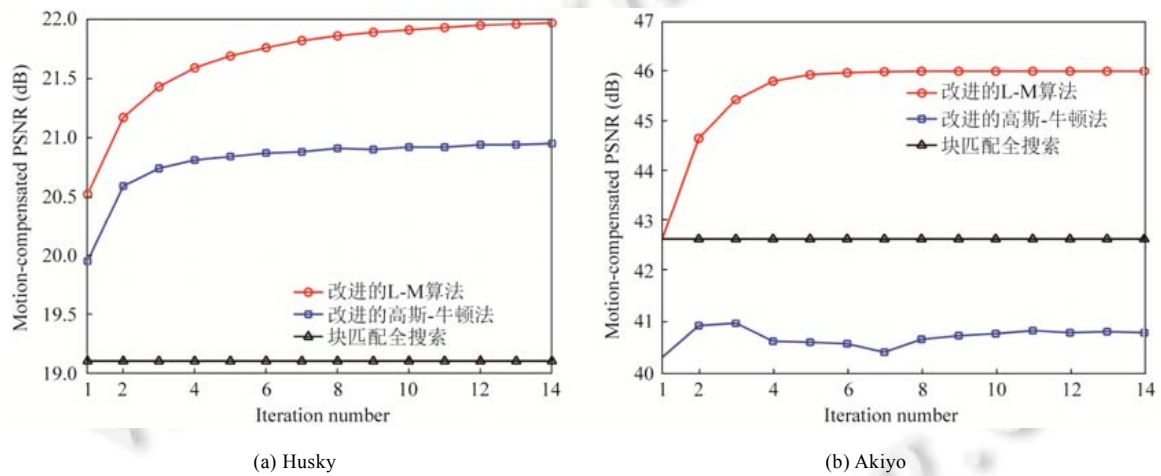 Motion-compensated PSNR (dB)
22.0
21.5
21.0
20.5
20.0
19.5
19.0
改进的L-M算法
改进的高斯-牛顿法
块匹配全搜索
1 2 4 6 8 10 12 14
Iteration number
(a) Husky
Motion-compensated PSNR (dB)
47
46
45
44
43
42
41
40
改进的L-M算法
改进的高斯-牛顿法
块匹配全搜索
1 2 4 6 8 10 12 14
Iteration number
(b) Akiyo